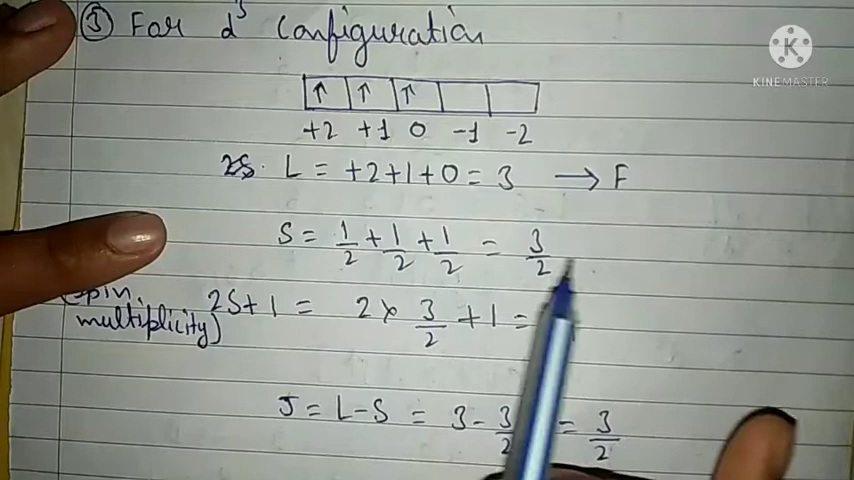 ③ For d³ configuration
K
KINEMASTER
↑ ↑ ↑
+2 +1 0 -1 -2
L = +2+1+0 = 3 → F
S = 1/2 + 1/2 + 1/2 = 3/2
(Spin multiplicity) 2S+1 = 2 × 3/2 + 1 =
J = L-S = 3 - 3/2 = 3/2